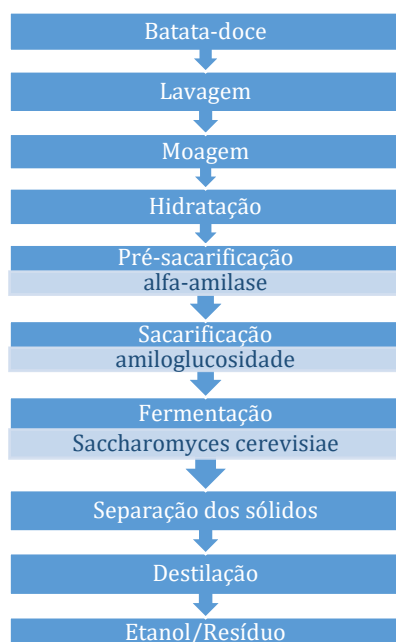 Batata-doce
Lavagem
Moagem
Hidratação
Pré-sacarificação
alfa-amilase
Sacarificação
amiloglucosidade
Fermentação
Saccharomyces cerevisiae
Separação dos sólidos
Destilação
Etanol/Resíduo